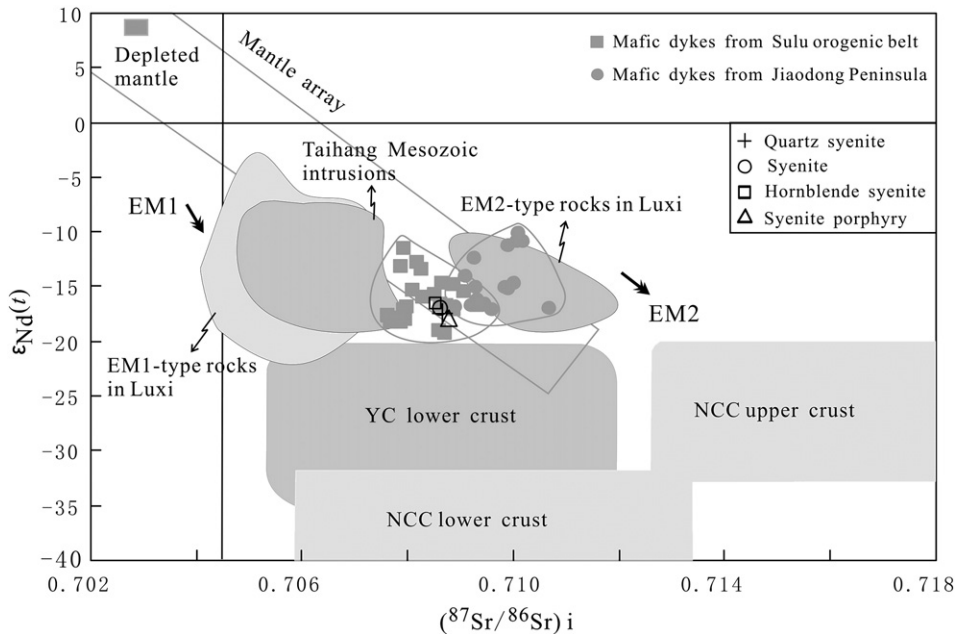 10
5
0
-5
-10
-15
-20
-25
-30
-35
-40
εNd(t)
Depleted
mantle
Mantle array
Mafic dykes from Sulu orogenic belt
Mafic dykes from Jiaodong Peninsula
Quartz syenite
Syenite
Hornblende syenite
Syenite porphyry
Taihang Mesozoic
intrusions
EM1
EM2-type rocks in Luxi
EM2
EM1-type rocks
in Luxi
YC lower crust
NCC upper crust
NCC lower crust
0.702
0.706
0.710
0.714
0.718
(⁸⁷Sr/⁸⁶Sr) i